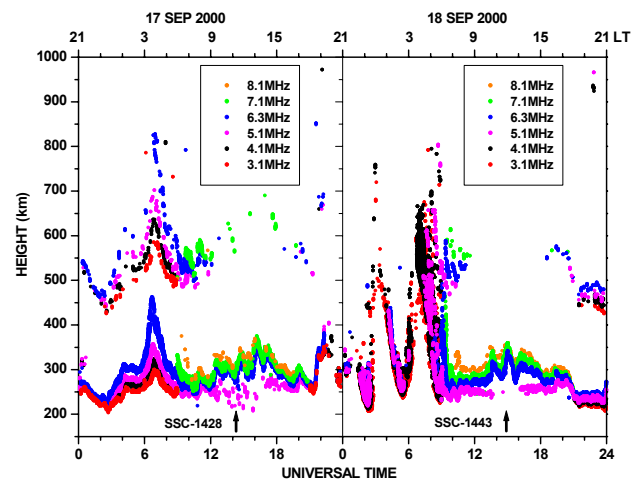 17 SEP 2000 18 SEP 2000
21 3 9 15 21 3 9 15 21 LT
1000
900
800
700
600
500
400
300
200
HEIGHT (km)
8.1MHz
7.1MHz
6.3MHz
5.1MHz
4.1MHz
3.1MHz
8.1MHz
7.1MHz
6.3MHz
5.1MHz
4.1MHz
3.1MHz
SSC-1428
SSC-1443
0 6 12 18 0 6 12 18 24
UNIVERSAL TIME